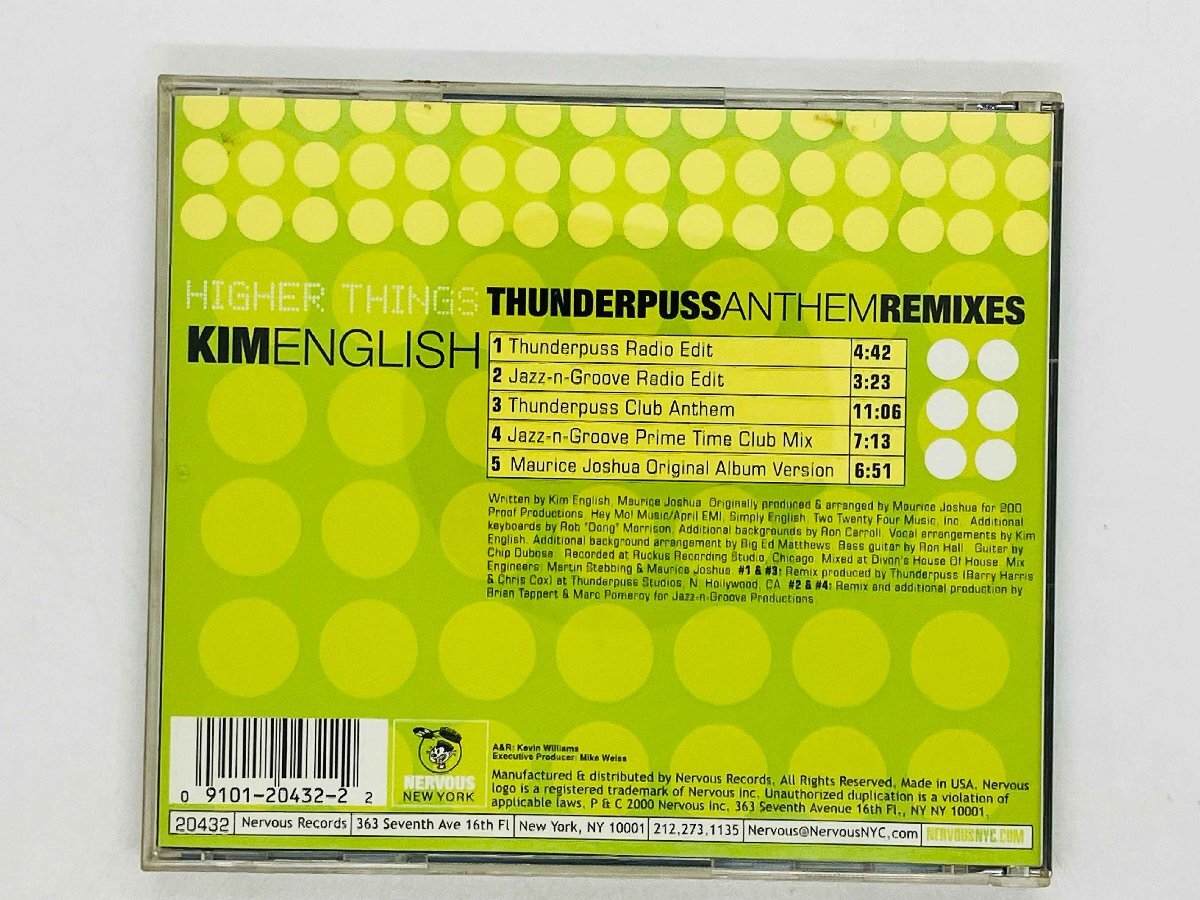 HIGHER THINGS
KIMENGLISH
THUNDERPUSSANTHEMREMIXES
1 Thunderpuss Radio Edit 4:42
2 Jazz-n-Groove Radio Edit 3:23
3 Thunderpuss Club Anthem 11:06
4 Jazz-n-Groove Prime Time Club Mix 7:13
5 Maurice Joshua Original Album Version 6:51
Written by Kim English, Maurice Joshua. Originally produced & arranged by Maurice Joshua for 200
Proof Productions. Hey Mo! Music/April EMI, Simply English, Two Twenty Four Music, Inc. Additional
keyboards by Rob "Dong" Morrison. Additional backgrounds by Ron Carroll. Vocal arrangements by Kim
English. Additional background arrangement by Big Ed Matthews. Bass guitar by Ron Hall. Guitar by
Chip Dubose. Recorded at Ruckus Recording Studio, Chicago. Mixed at Divon's House Of House. Mix
Engineers: Martin Stebbing & Maurice Joshua. #1 & #3: Remix produced by Thunderpuss (Barry Harris
& Chris Cox) at Thunderpuss Studios, N. Hollywood, CA. #2 & #4: Remix and additional production by
Brian Tappert & Marc Pomeroy for Jazz-n-Groove Productions
A&R: Kevin Williams
Executive Producer: Mike Weiss
Manufactured & distributed by Nervous Records. All Rights Reserved. Made in USA. Nervous
logo is a registered trademark of Nervous Inc. Unauthorized duplication is a violation of
applicable laws. P & C 2000 Nervous Inc. 363 Seventh Avenue 16th Fl., NY NY 10001.
NERVOUS
NEW YORK
0 9101-20432-2 2
20432 Nervous Records 363 Seventh Ave 16th Fl New York, NY 10001 212.273.1135 Nervous@NervousNYC.com NERVOUSNYC.COM